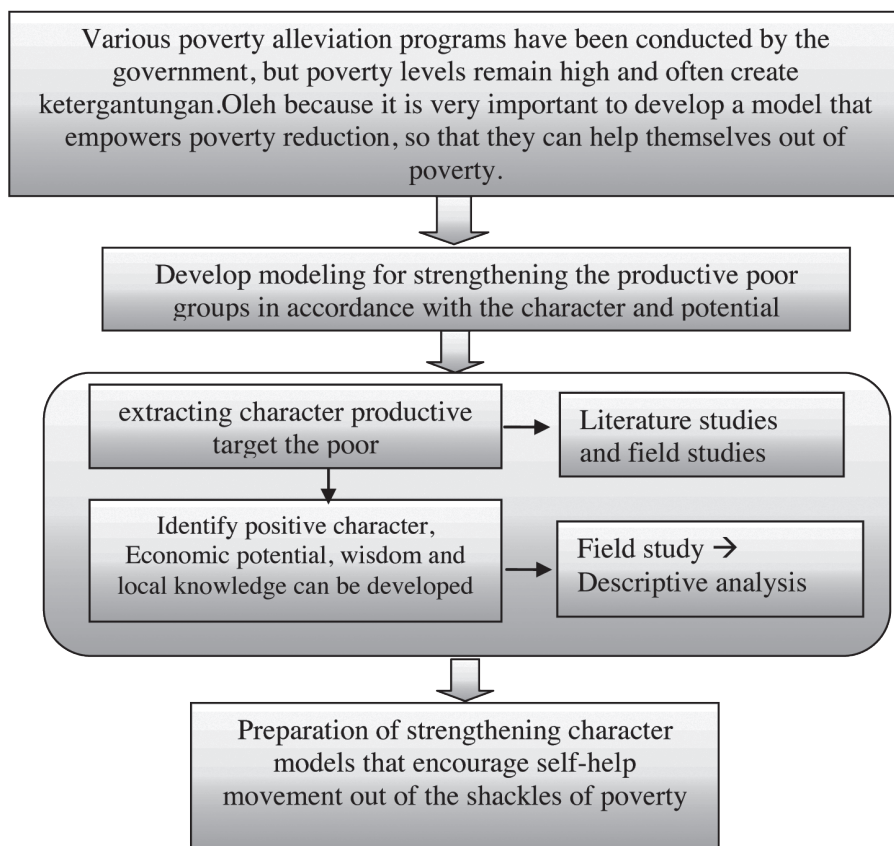 Various poverty alleviation programs have been conducted by the
government, but poverty levels remain high and often create
ketergantungan.Oleh because it is very important to develop a model that
empowers poverty reduction, so that they can help themselves out of
poverty.
Develop modeling for strengthening the productive poor
groups in accordance with the character and potential
extracting character productive
target the poor
Literature studies
and field studies
Identify positive character,
Economic potential, wisdom and
local knowledge can be developed
Field study →
Descriptive analysis
Preparation of strengthening character
models that encourage self-help
movement out of the shackles of poverty